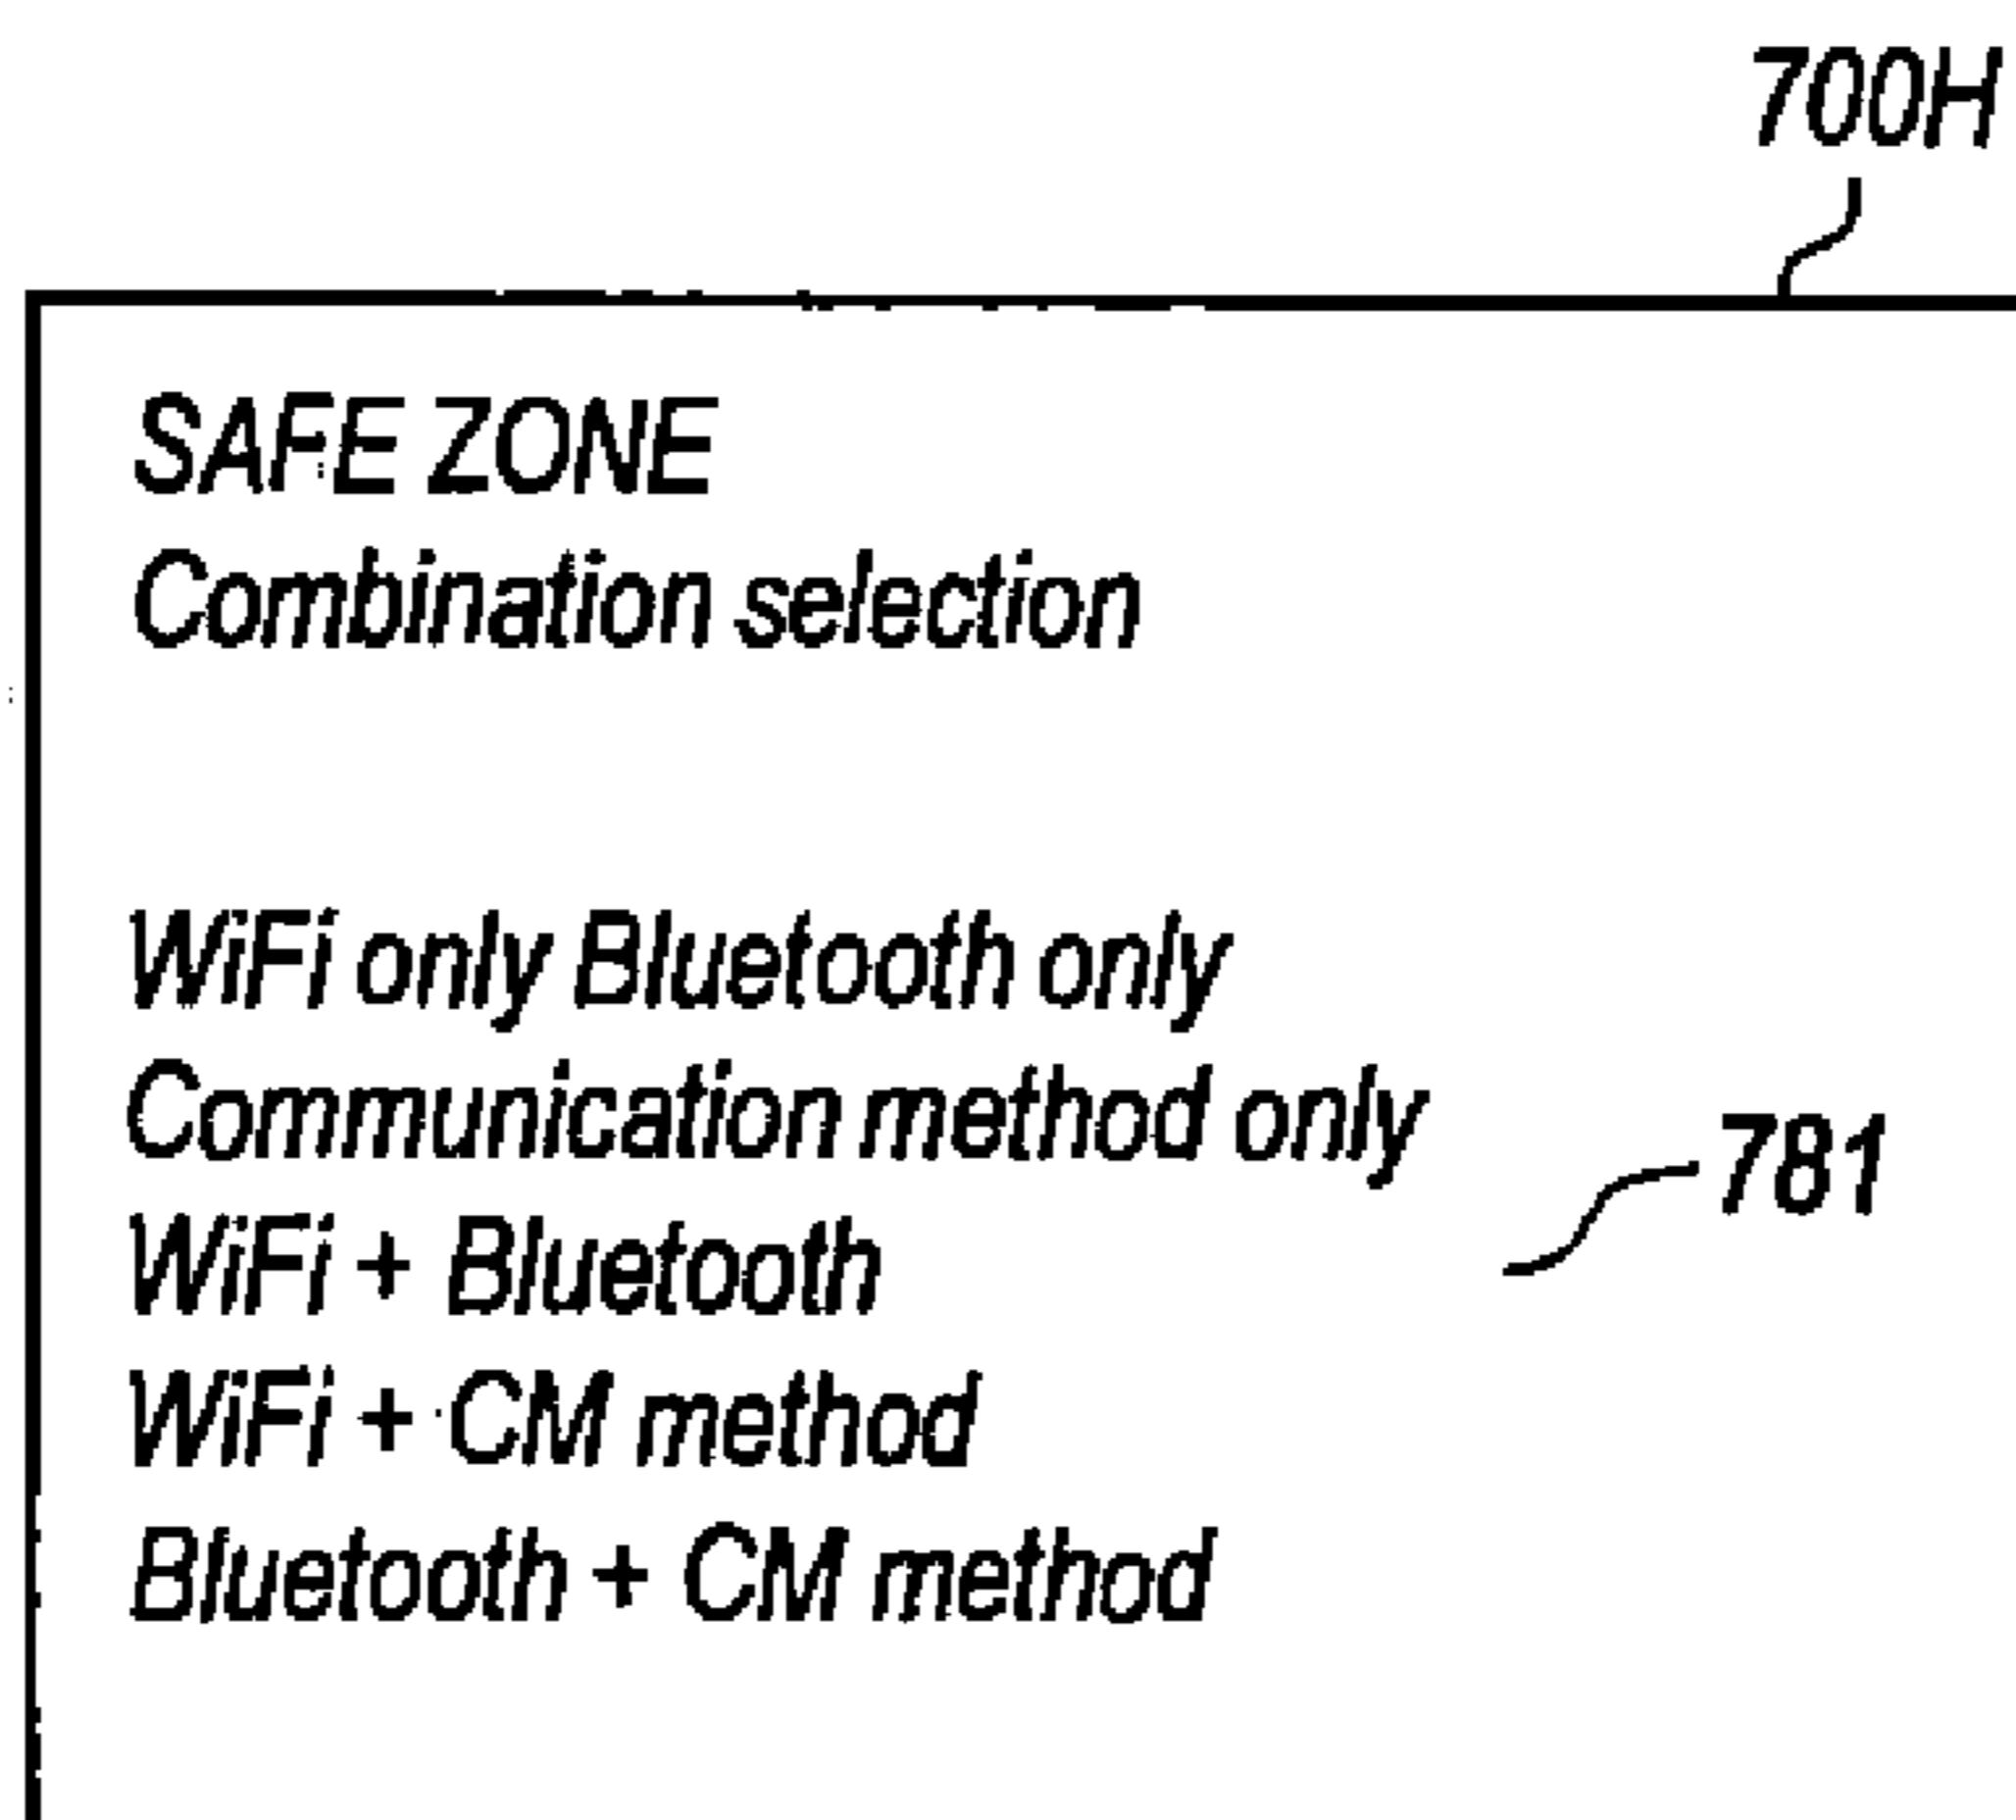 700H
SAFE ZONE
Combination selection
WiFi only Bluetooth only
Communication method only
781
WiFi + Bluetooth
WiFi + CM method
Bluetooth + CM method